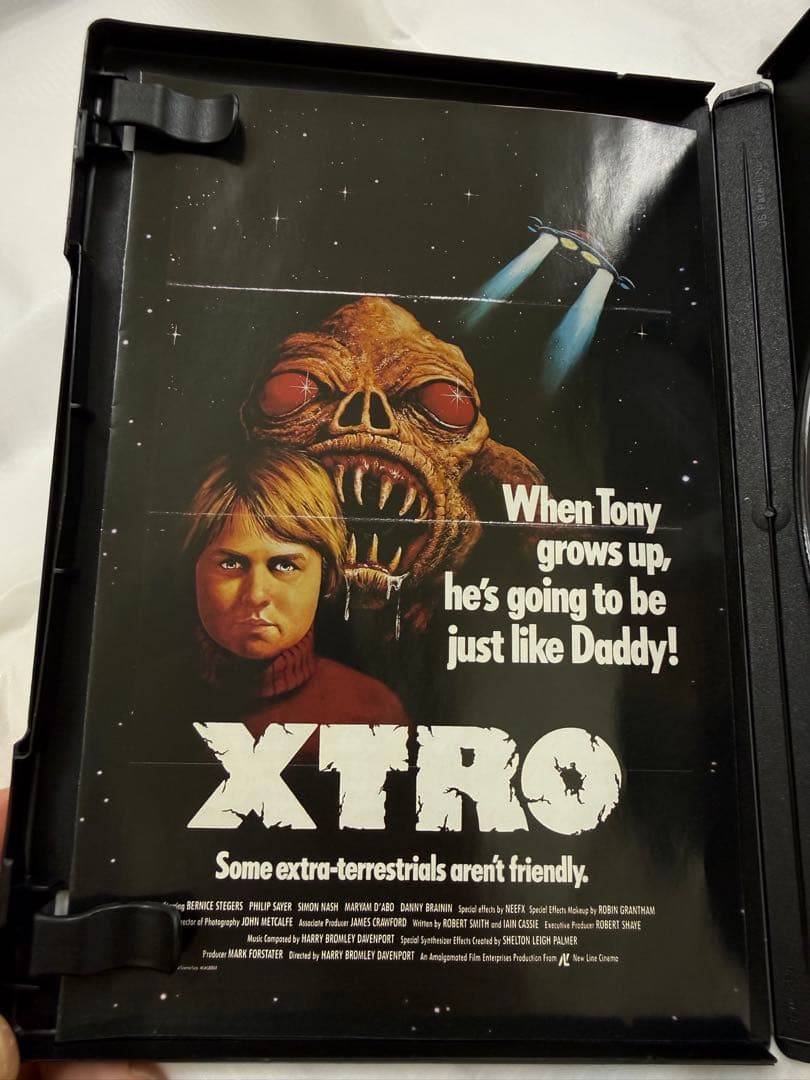 When Tony
grows up,
he's going to be
just like Daddy!
XTRO
Some extra-terrestrials aren't friendly.
BERNICE STEGERS PHILIP SAYER SIMON NASH MARYAM D'ABO DANNY BRAININ Special effects by NEEFX Special Effects Makeup by ROBIN GRANTHAM
of Photography JOHN METCALFE Associate Producer JAMES CRAWFORD Written by ROBERT SMITH and IAIN CASSIE Executive Producer ROBERT SHAYE
Music Composed by HARRY BROMLEY DAVENPORT Special Synthesizer Effects Created by SHELTON LEIGH PALMER
Producer MARK FORSTATER Directed by HARRY BROMLEY DAVENPORT An Amalgamated Film Enterprises Production From New Line Cinema
US Patent